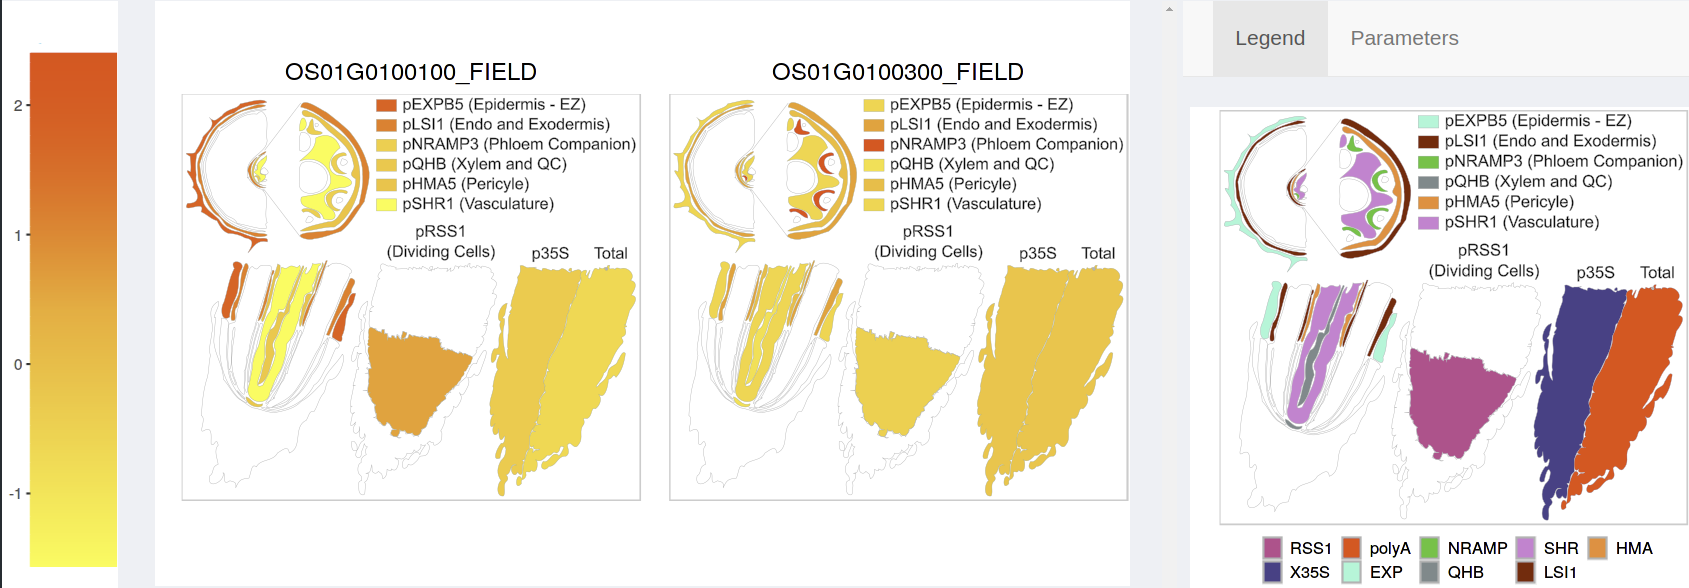 2
1
0
-1
OS01G0100100_FIELD
pEXPB5 (Epidermis - EZ)
pLSI1 (Endo and Exodermis)
pNRAMP3 (Phloem Companion)
pQHB (Xylem and QC)
pHMA5 (Pericyle)
pSHR1 (Vasculature)
pRSS1
(Dividing Cells)
p35S
Total
OS01G0100300_FIELD
pEXPB5 (Epidermis - EZ)
pLSI1 (Endo and Exodermis)
pNRAMP3 (Phloem Companion)
pQHB (Xylem and QC)
pHMA5 (Pericyle)
pSHR1 (Vasculature)
pRSS1
(Dividing Cells)
p35S
Total
Legend
Parameters
pEXPB5 (Epidermis - EZ)
pLSI1 (Endo and Exodermis)
pNRAMP3 (Phloem Companion)
pQHB (Xylem and QC)
pHMA5 (Pericyle)
pSHR1 (Vasculature)
pRSS1
(Dividing Cells)
p35S
Total
RSS1 polyA NRAMP SHR HMA
X35S EXP QHB LSI1